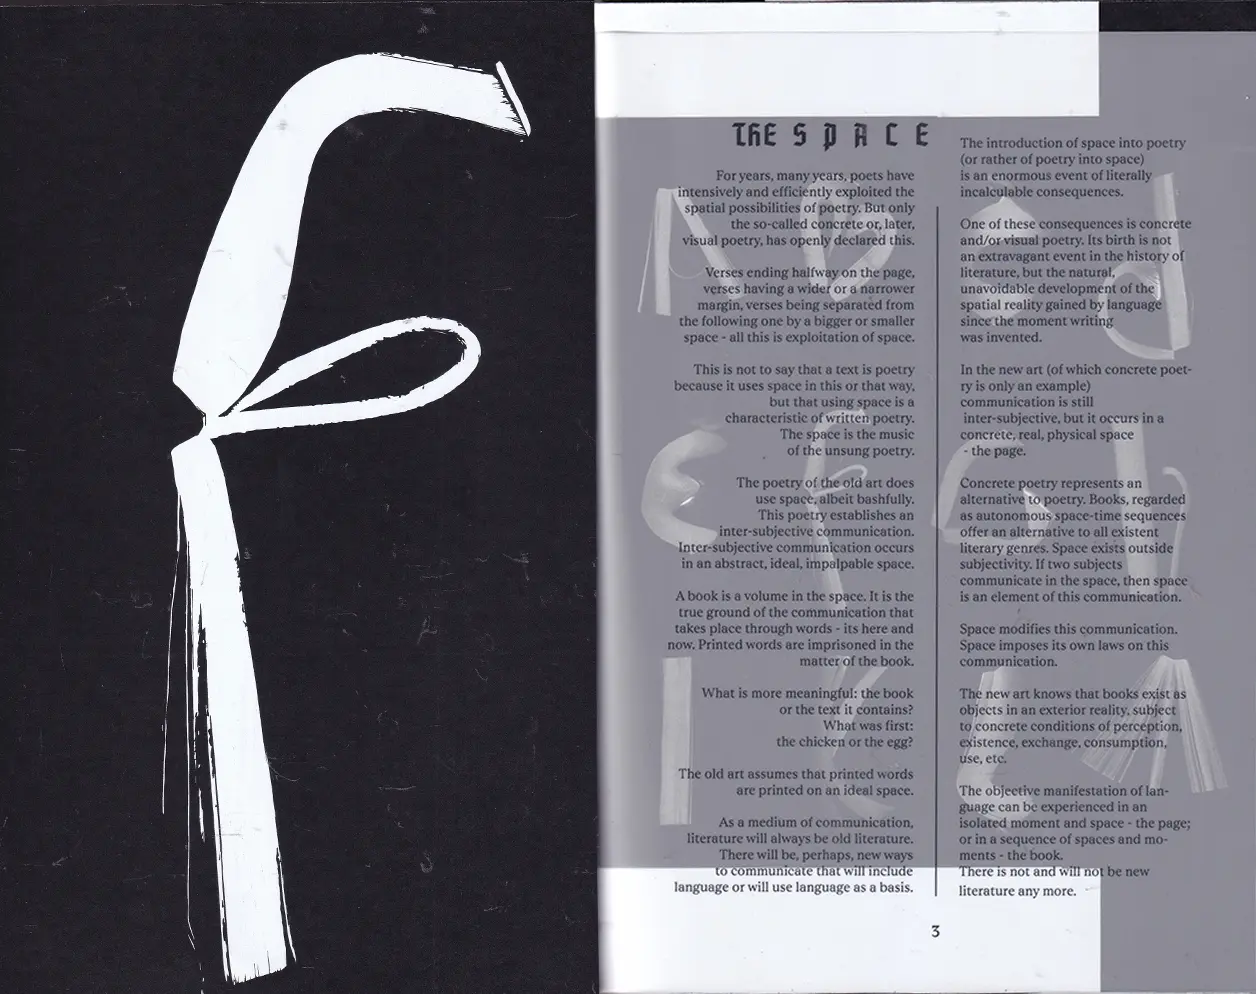 THE SPACE
For years, many years, poets have
intensively and efficiently exploited the
spatial possibilities of poetry. But only
the so-called concrete or, later,
visual poetry, has openly declared this.
Verses ending halfway on the page,
verses having a wider or a narrower
margin, verses being separated from
the following one by a bigger or smaller
space - all this is exploitation of space.
This is not to say that a text is poetry
because it uses space in this or that way,
but that using space is a
characteristic of written poetry.
The space is the music
of the unsung poetry.
The poetry of the old art does
use space, albeit bashfully.
This poetry establishes an
inter-subjective communication.
Inter-subjective communication occurs
in an abstract, ideal, impalpable space.
A book is a volume in the space. It is the
true ground of the communication that
takes place through words - its here and
now. Printed words are imprisoned in the
matter of the book.
What is more meaningful: the book
or the text it contains?
What was first:
the chicken or the egg?
The old art assumes that printed words
are printed on an ideal space.
As a medium of communication,
literature will always be old literature.
There will be, perhaps, new ways
to communicate that will include
language or will use language as a basis.
The introduction of space into poetry
(or rather of poetry into space)
is an enormous event of literally
incalculable consequences.
One of these consequences is concrete
and/or visual poetry. Its birth is not
an extravagant event in the history of
literature, but the natural,
unavoidable development of the
spatial reality gained by language
since the moment writing
was invented.
In the new art (of which concrete poet-
ry is only an example)
communication is still
inter-subjective, but it occurs in a
concrete, real, physical space
- the page.
Concrete poetry represents an
alternative to poetry. Books, regarded
as autonomous space-time sequences
offer an alternative to all existent
literary genres. Space exists outside
subjectivity. If two subjects
communicate in the space, then space
is an element of this communication.
Space modifies this communication.
Space imposes its own laws on this
communication.
The new art knows that books exist as
objects in an exterior reality, subject
to concrete conditions of perception,
existence, exchange, consumption,
use, etc.
The objective manifestation of lan-
guage can be experienced in an
isolated moment and space - the page;
or in a sequence of spaces and mo-
ments - the book.
There is not and will not be new
literature any more.
3